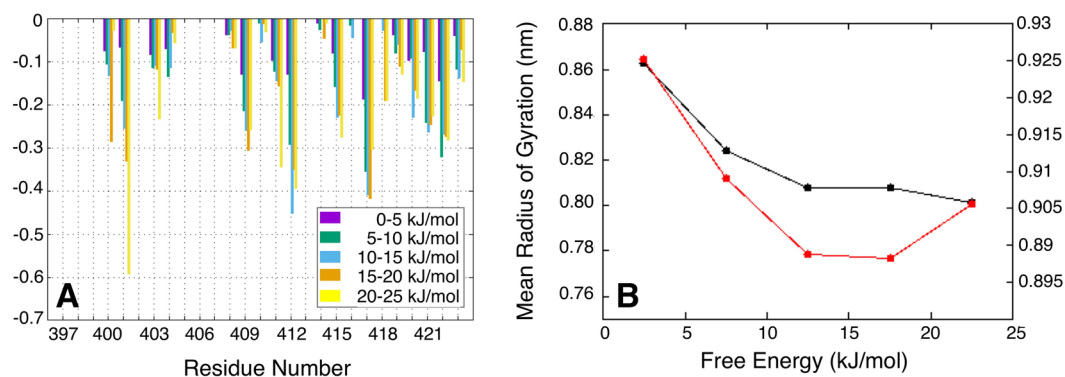 0
-0.1
-0.2
-0.3
-0.4
-0.5
-0.6
-0.7
0-5 kJ/mol
5-10 kJ/mol
10-15 kJ/mol
15-20 kJ/mol
20-25 kJ/mol
A
397 400 403 406 409 412 415 418 421
Residue Number
Mean Radius of Gyration (nm)
0.88
0.86
0.84
0.82
0.80
0.78
0.76
0.93
0.925
0.92
0.915
0.91
0.905
0.89
0.895
B
0 5 10 15 20 25
Free Energy (kJ/mol)